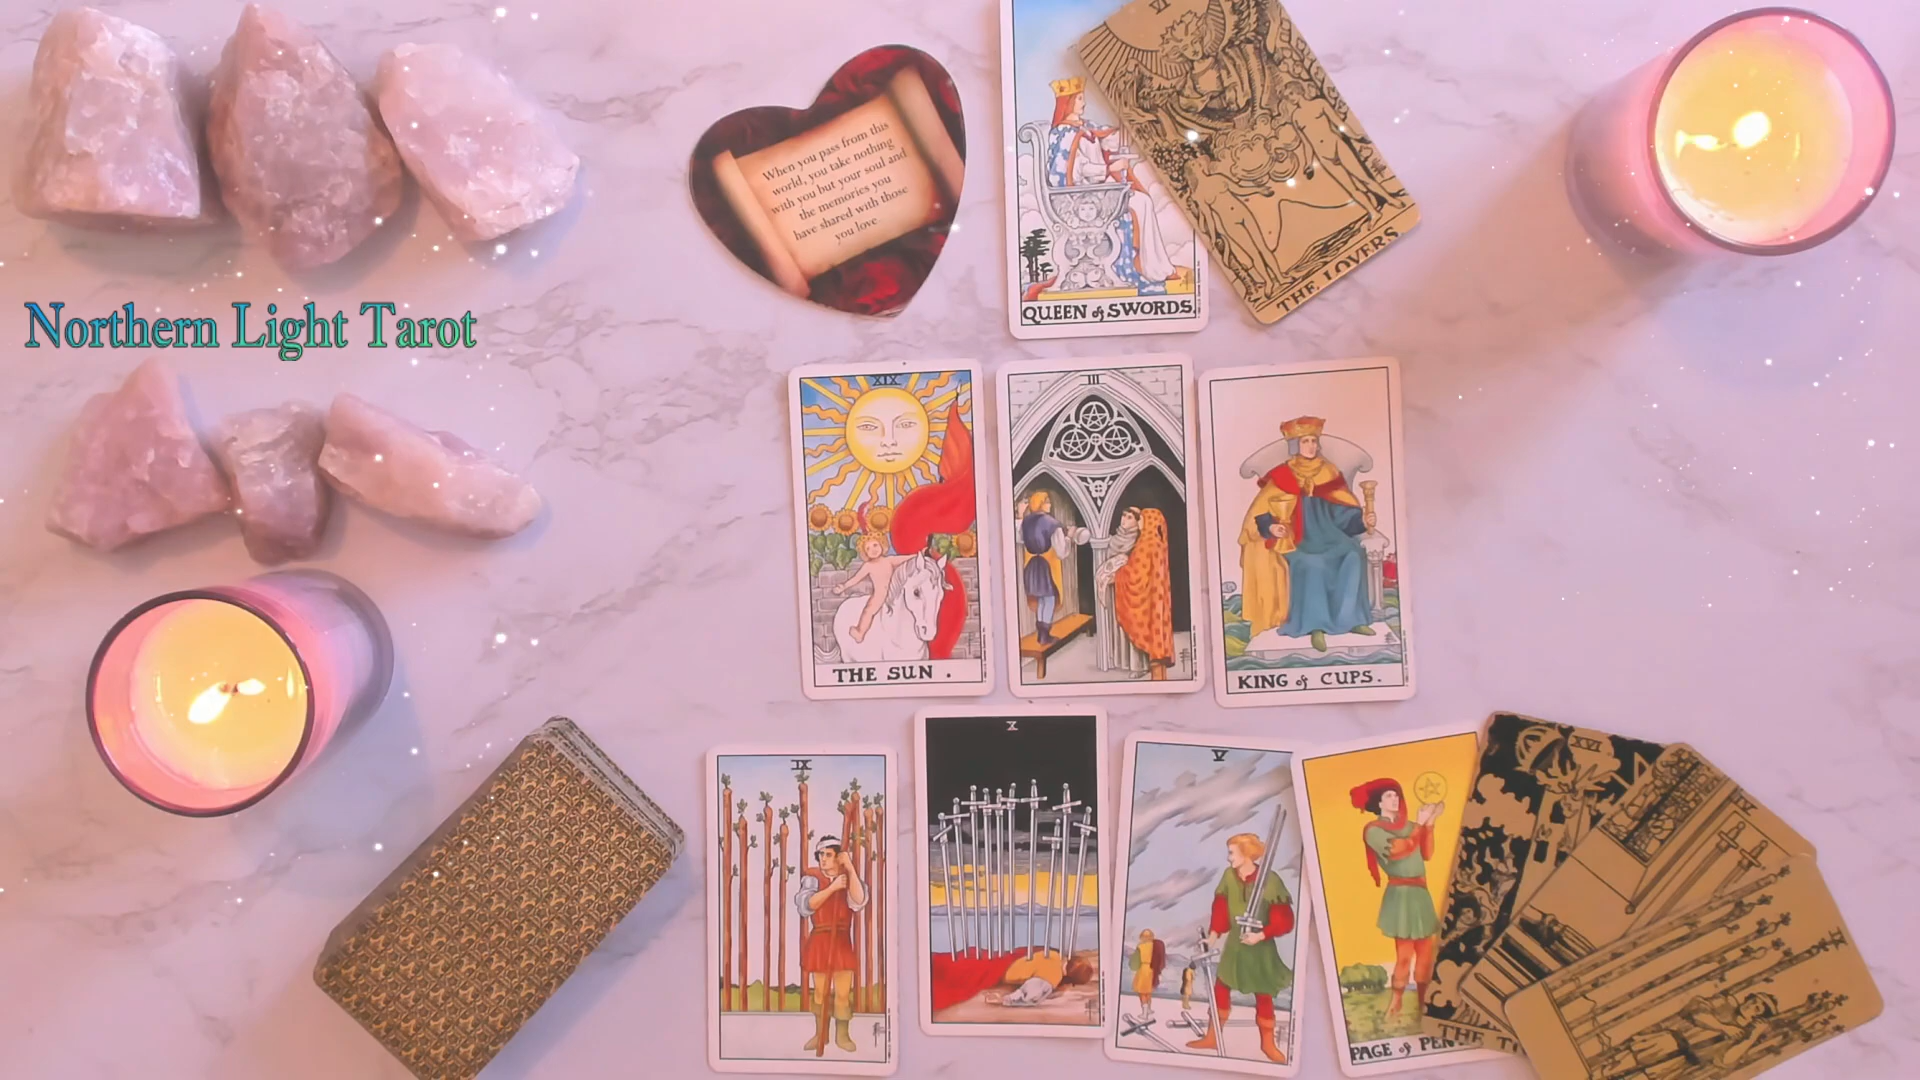 When you pass from this
world, you take nothing
with you but your soul and
the memories you
have shared with those
you love
VI
THE LOVERS
QUEEN of SWORDS.
Northern Light Tarot
XIX
THE SUN .
III
KING of CUPS.
IX
X
V
PAGE of PEN
XVI
THE T